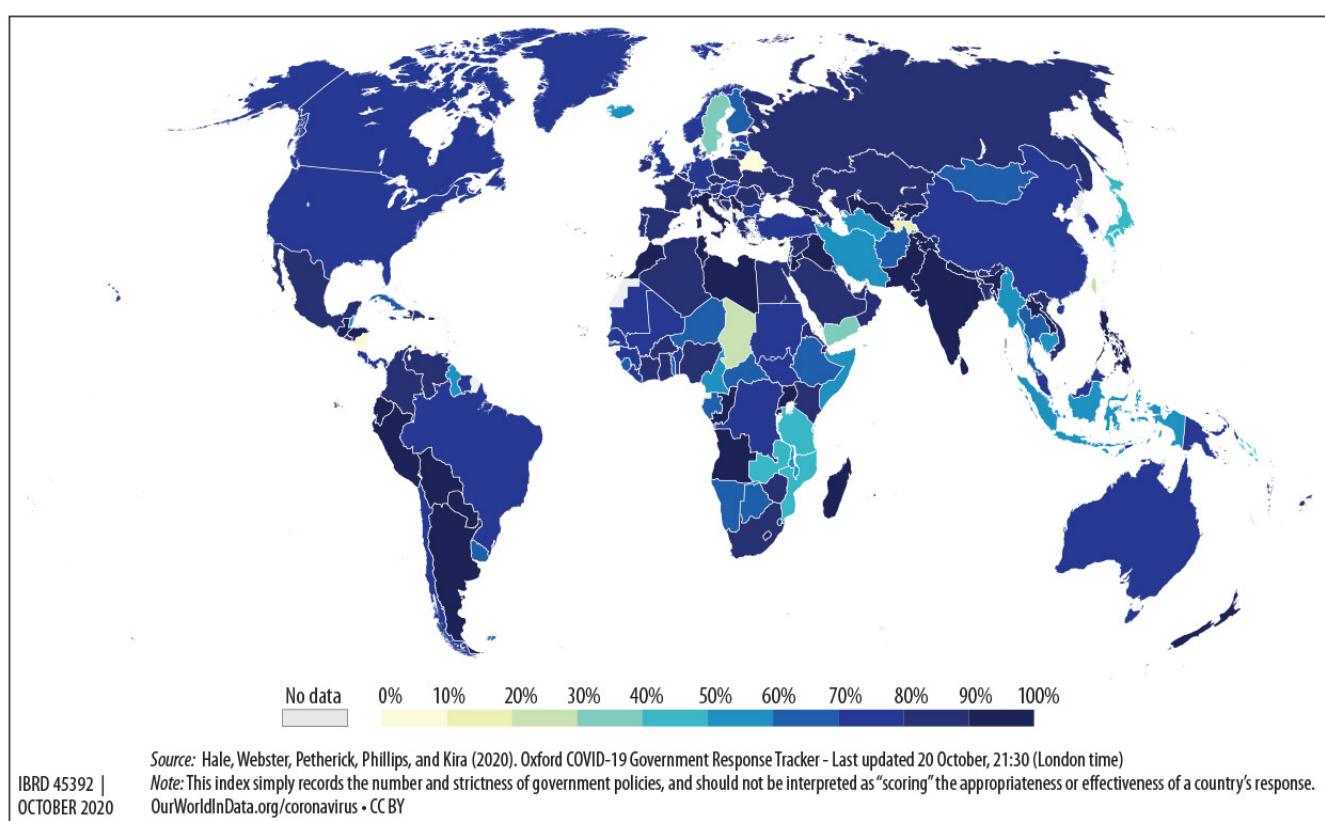 No data 0% 10% 20% 30% 40% 50% 60% 70% 80% 90% 100%
Source: Hale, Webster, Petherick, Phillips, and Kira (2020). Oxford COVID-19 Government Response Tracker - Last updated 20 October, 21:30 (London time)
IBRD 45392 |
OCTOBER 2020
Note: This index simply records the number and strictness of government policies, and should not be interpreted as “scoring” the appropriateness or effectiveness of a country’s response.
OurWorldInData.org/coronavirus • CC BY